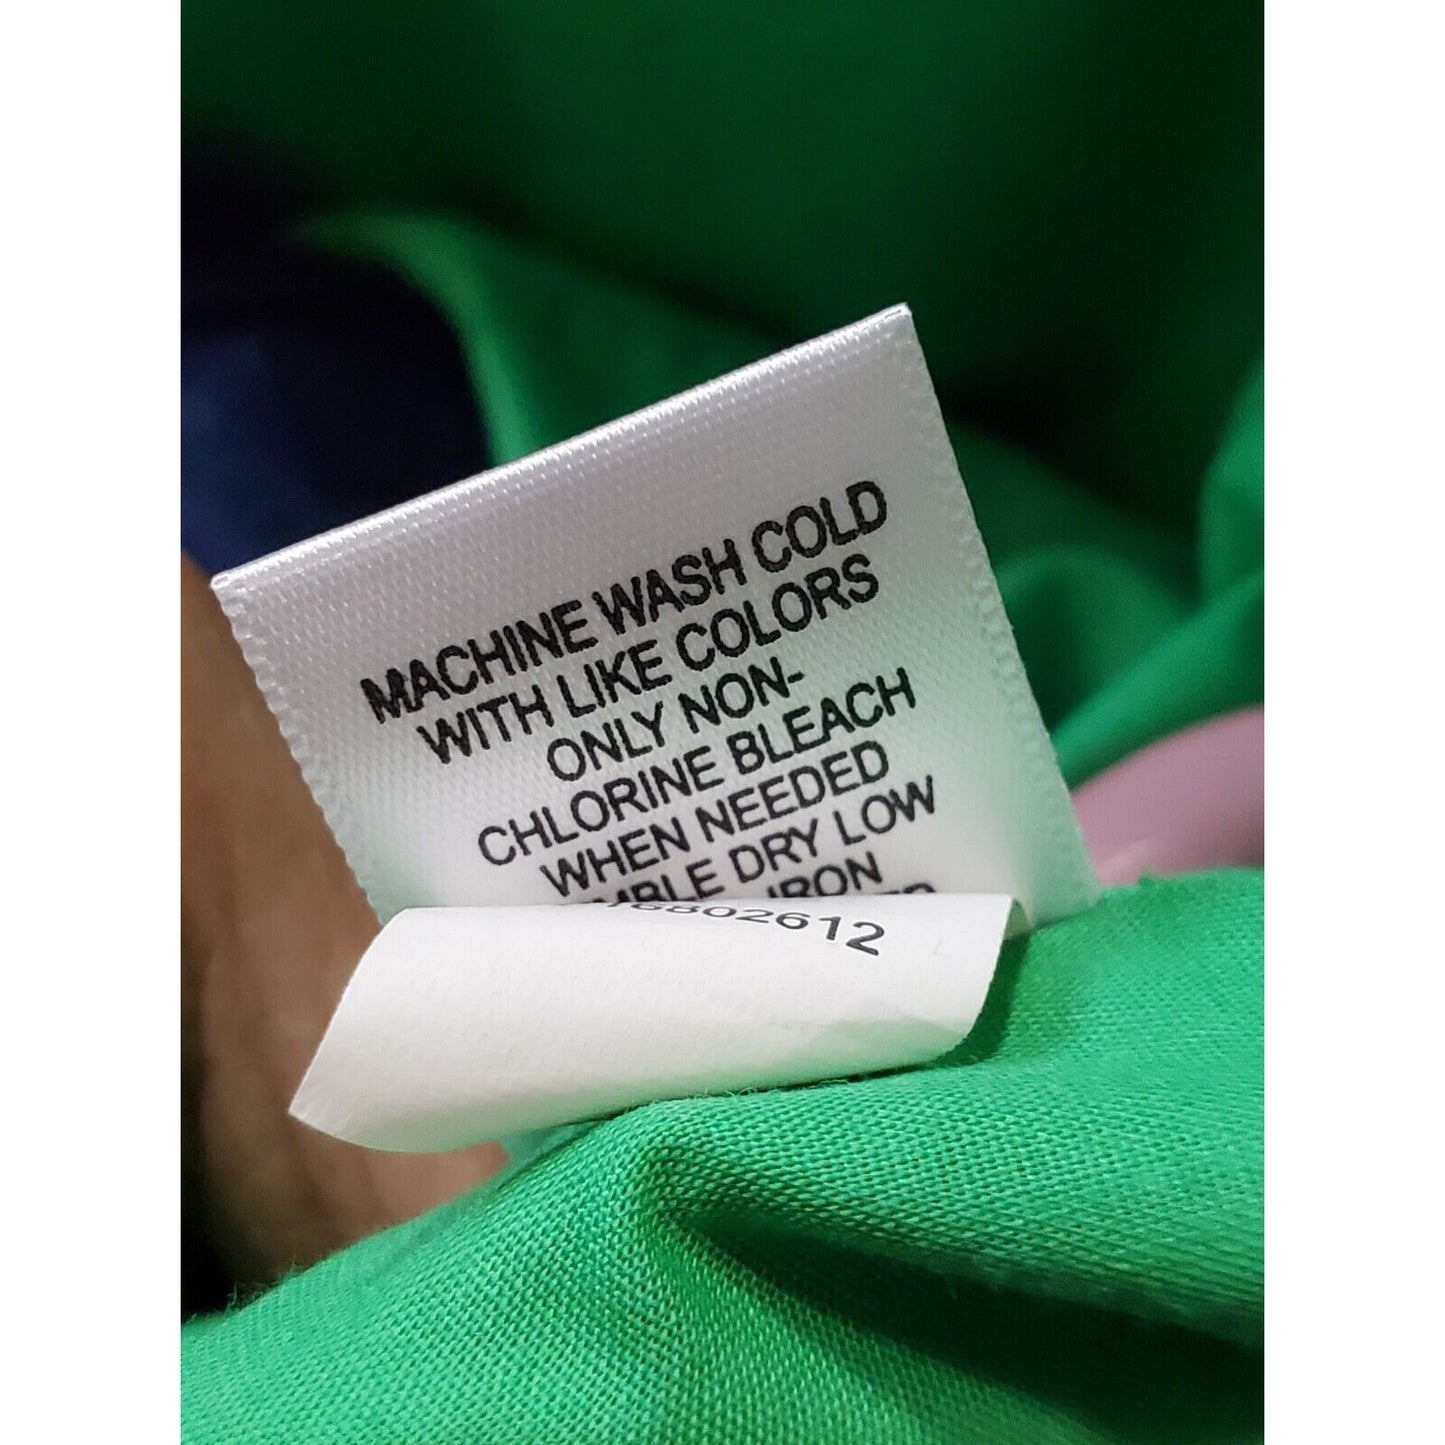 MACHINE WASH COLD
WITH LIKE COLORS
ONLY NON-
CHLORINE BLEACH
WHEN NEEDED
DRY LOW
IRON
8802612